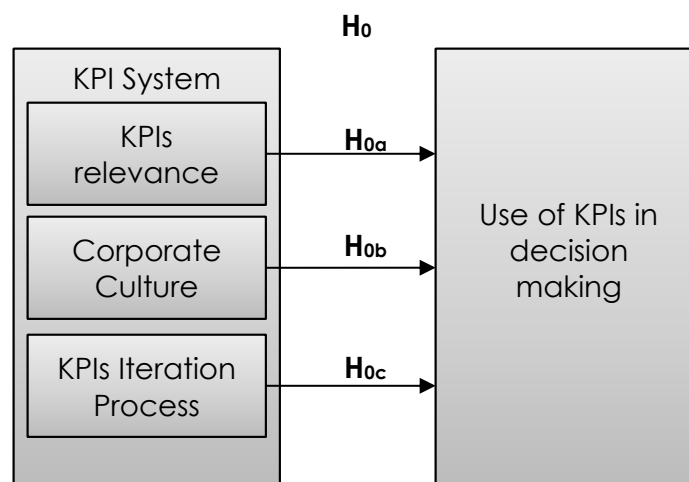 H0
KPI System
KPIs
relevance
H0a
Corporate
Culture
H0b
KPIs Iteration
Process
H0c
Use of KPIs in
decision
making